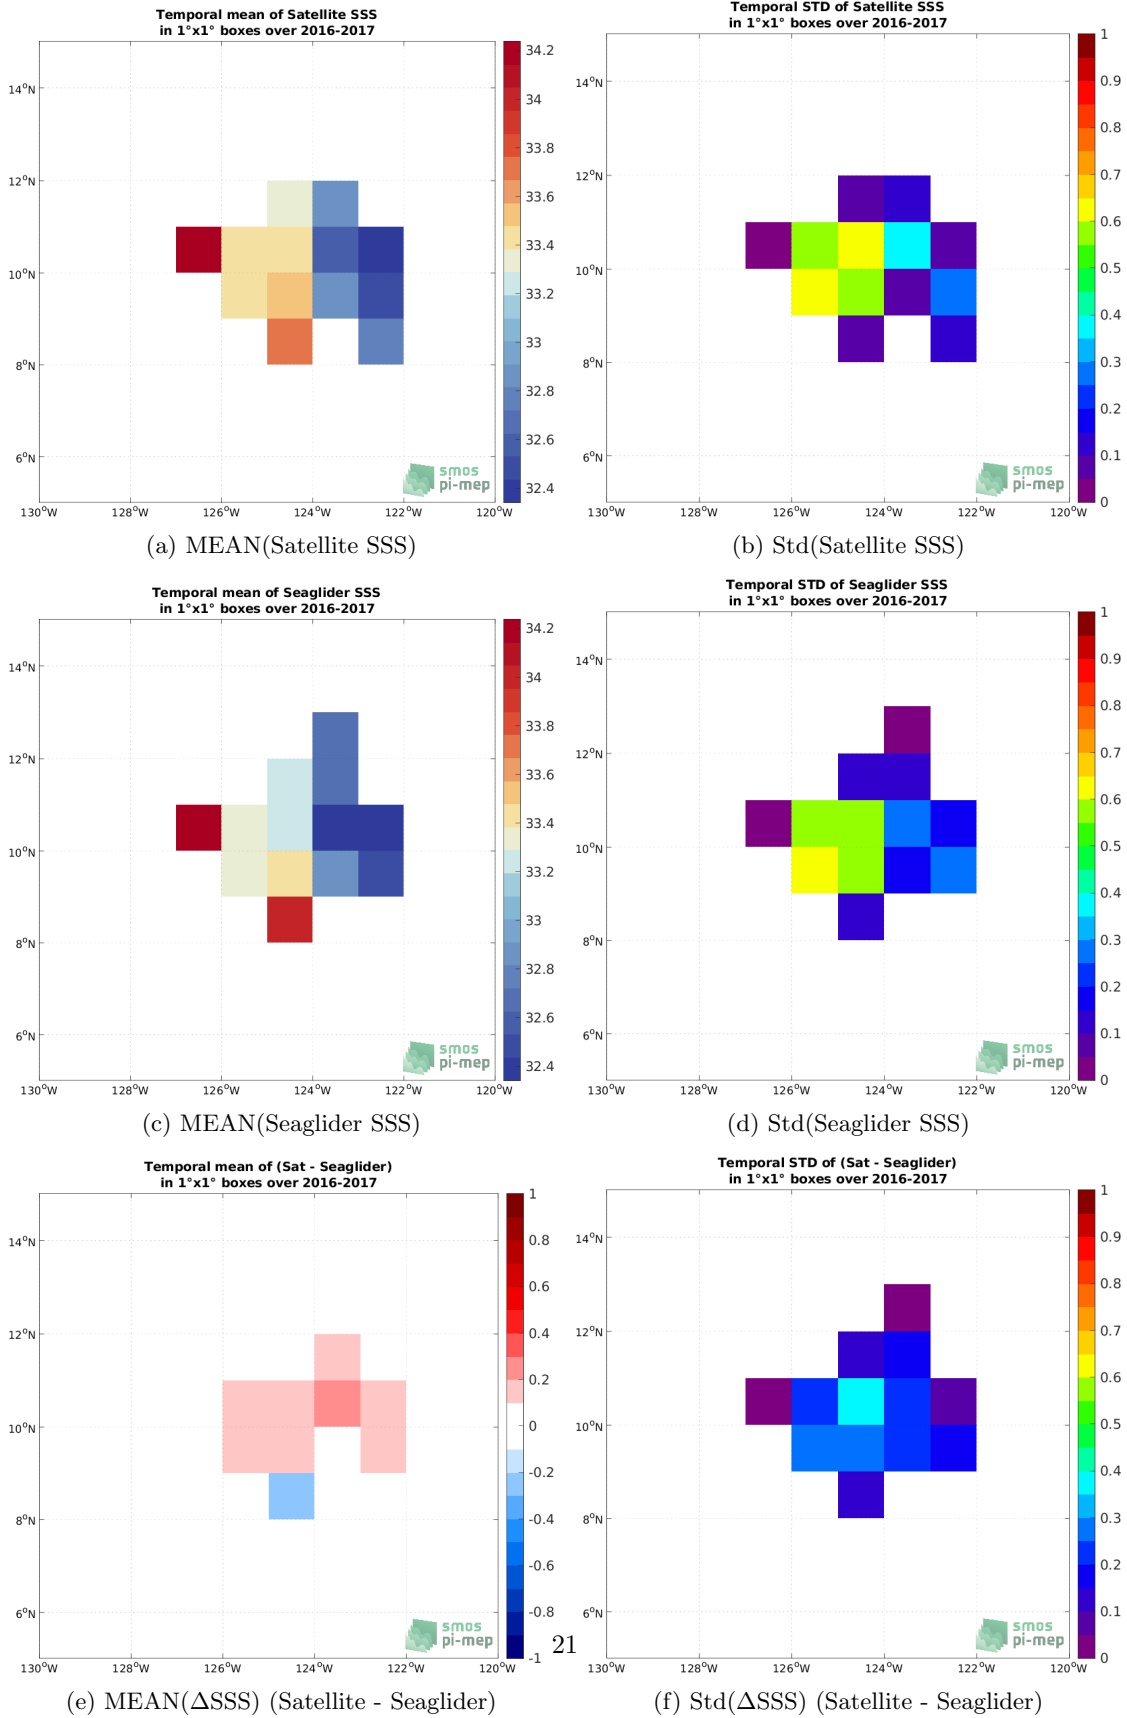 Temporal mean of Satellite SSS
in 1°x1° boxes over 2016-2017
14°N
12°N
10°N
8°N
6°N
130°W 128°W 126°W 124°W 122°W 120°W
34.2
34
33.8
33.6
33.4
33.2
33
32.8
32.6
32.4
smos
pi-mep
(a) MEAN(Satellite SSS)
Temporal STD of Satellite SSS
in 1°x1° boxes over 2016-2017
14°N
12°N
10°N
8°N
6°N
130°W 128°W 126°W 124°W 122°W 120°W
1
0.9
0.8
0.7
0.6
0.5
0.4
0.3
0.2
0.1
0
smos
pi-mep
(b) Std(Satellite SSS)
Temporal mean of Seaglider SSS
in 1°x1° boxes over 2016-2017
14°N
12°N
10°N
8°N
6°N
130°W 128°W 126°W 124°W 122°W 120°W
34.2
34
33.8
33.6
33.4
33.2
33
32.8
32.6
32.4
smos
pi-mep
(c) MEAN(Seaglider SSS)
Temporal STD of Seaglider SSS
in 1°x1° boxes over 2016-2017
14°N
12°N
10°N
8°N
6°N
130°W 128°W 126°W 124°W 122°W 120°W
1
0.9
0.8
0.7
0.6
0.5
0.4
0.3
0.2
0.1
0
smos
pi-mep
(d) Std(Seaglider SSS)
Temporal mean of (Sat - Seaglider)
in 1°x1° boxes over 2016-2017
14°N
12°N
10°N
8°N
6°N
130°W 128°W 126°W 124°W 122°W 120°W
1
0.8
0.6
0.4
0.2
0
-0.2
-0.4
-0.6
-0.8
-1
smos
pi-mep
(e) MEAN(ΔSSS) (Satellite - Seaglider)
Temporal STD of (Sat - Seaglider)
in 1°x1° boxes over 2016-2017
14°N
12°N
10°N
8°N
6°N
130°W 128°W 126°W 124°W 122°W 120°W
1
0.9
0.8
0.7
0.6
0.5
0.4
0.3
0.2
0.1
0
smos
pi-mep
(f) Std(ΔSSS) (Satellite - Seaglider)
21